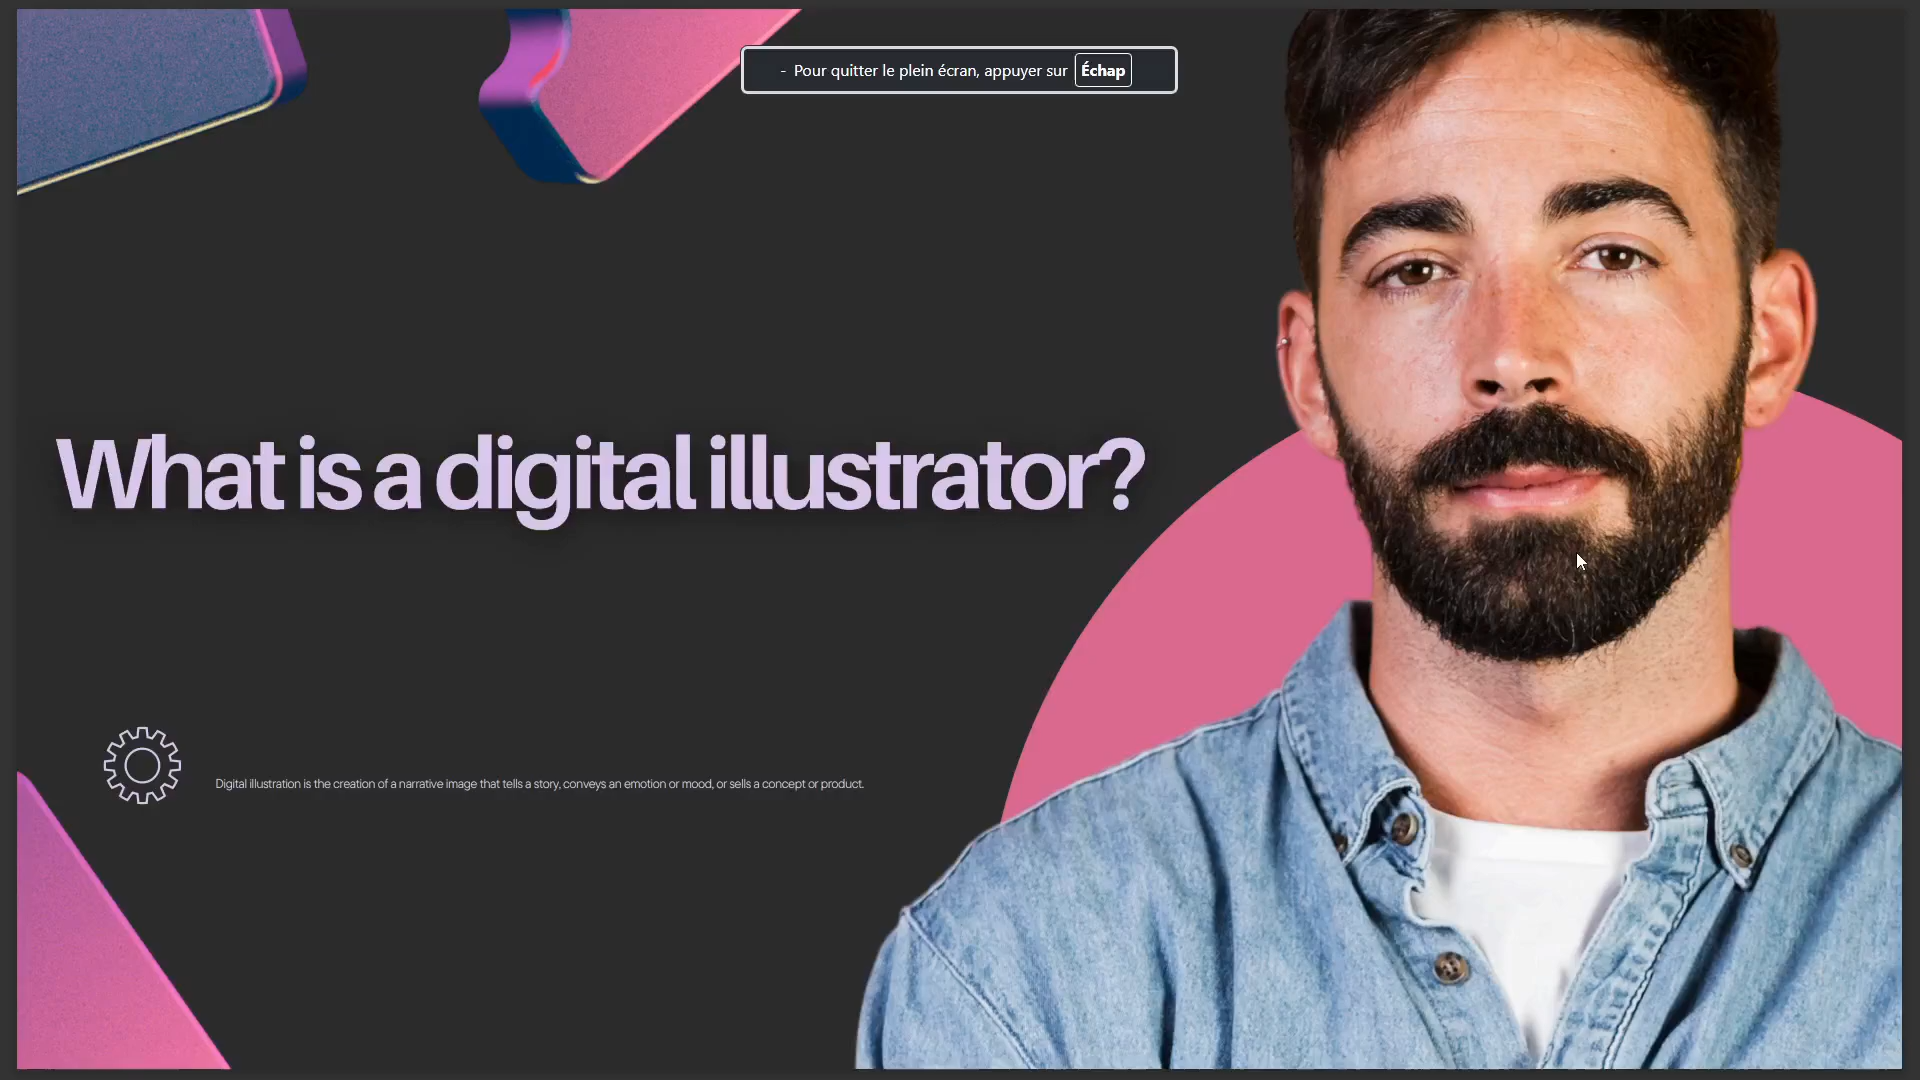 - Pour quitter le plein écran, appuyer sur Échap
What is a digital illustrator?
Digital illustration is the creation of a narrative image that tells a story, conveys an emotion or mood, or sells a concept or product.